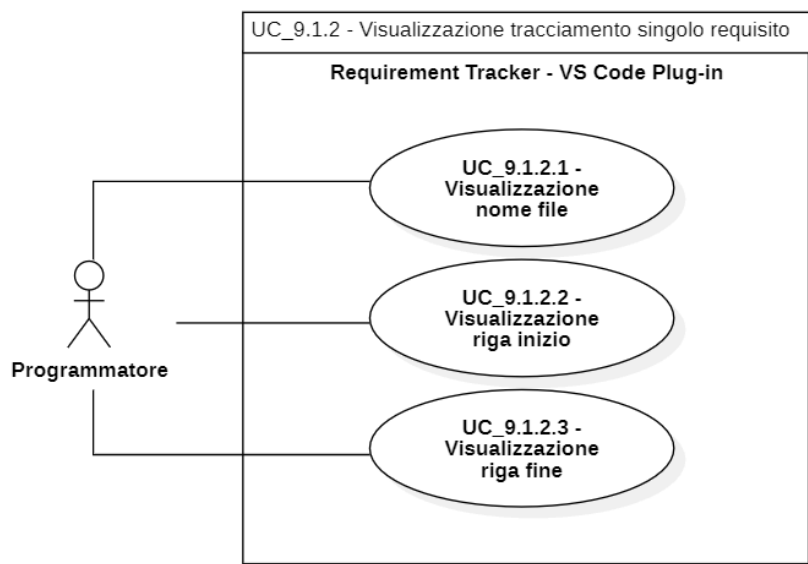 UC_9.1.2 - Visualizzazione tracciamento singolo requisito
Requirement Tracker - VS Code Plug-in
UC_9.1.2.1 -
Visualizzazione
nome file
UC_9.1.2.2 -
Visualizzazione
riga inizio
Programmatore
UC_9.1.2.3 -
Visualizzazione
riga fine